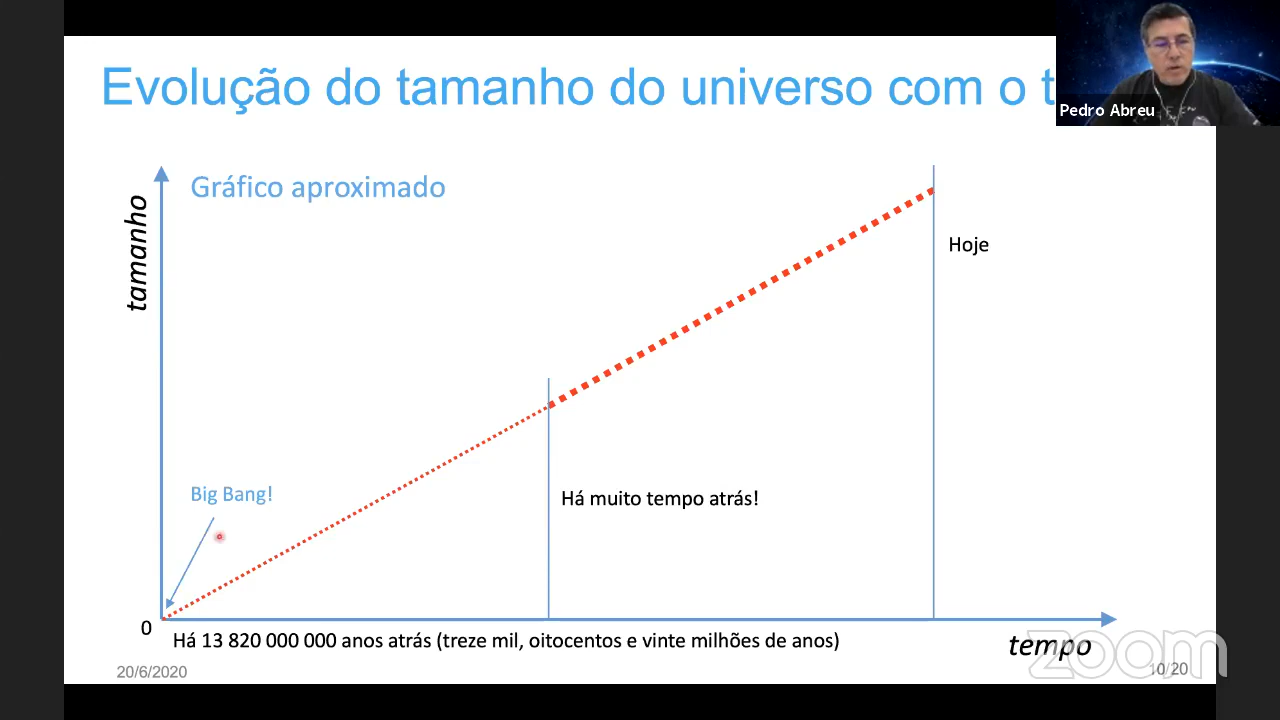 Evolução do tamanho do universo com o t
Pedro Abreu
Gráfico aproximado
tamanho
Hoje
Big Bang!
Há muito tempo atrás!
0
Há 13 820 000 000 anos atrás (treze mil, oitocentos e vinte milhões de anos)
tempo
zoom
20/6/2020
10/20